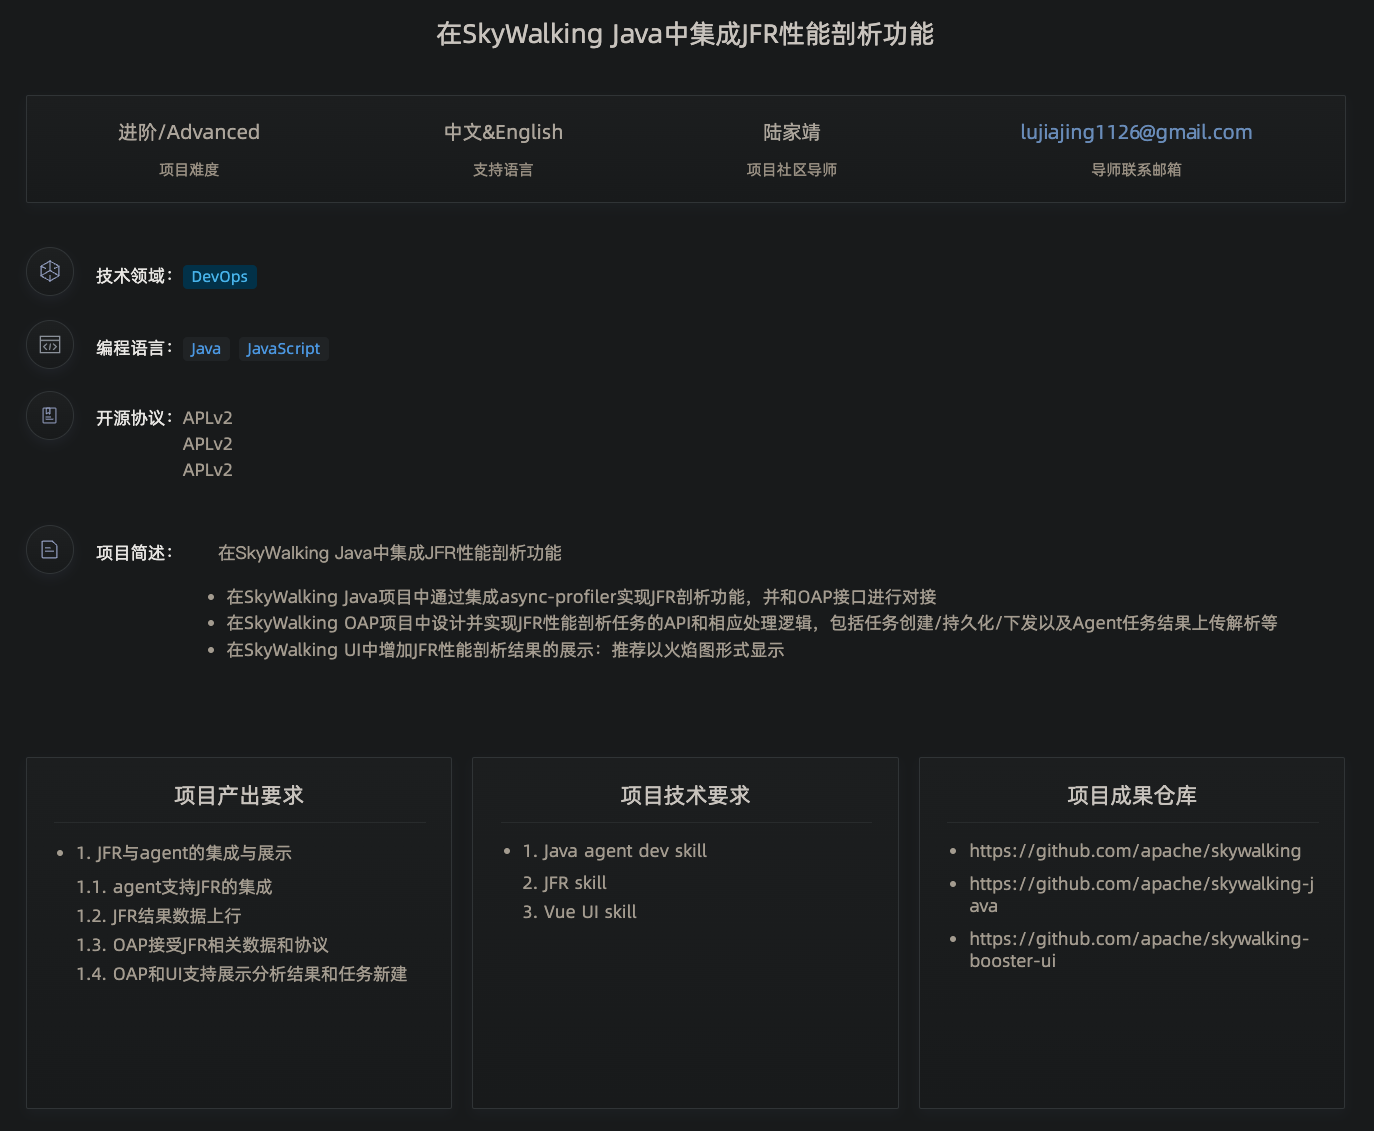 在SkyWalking Java中集成JFR性能剖析功能
进阶/Advanced
项目难度
中文&English
支持语言
陆家靖
项目社区导师
lujiajing1126@gmail.com
导师联系邮箱
技术领域：
DevOps
编程语言：
Java JavaScript
开源协议：
APLv2
APLv2
APLv2
项目简述：
在SkyWalking Java中集成JFR性能剖析功能
• 在SkyWalking Java项目中通过集成async-profiler实现JFR剖析功能，并和OAP接口进行对接
• 在SkyWalking OAP项目中设计并实现JFR性能剖析任务的API和相应处理逻辑，包括任务创建/持久化/下发以及Agent任务结果上传解析等
• 在SkyWalking UI中增加JFR性能剖析结果的展示：推荐以火焰图形式显示
项目产出要求
• 1. JFR与agent的集成与展示
1.1. agent支持JFR的集成
1.2. JFR结果数据上行
1.3. OAP接受JFR相关数据和协议
1.4. OAP和UI支持展示分析结果和任务新建
项目技术要求
• 1. Java agent dev skill
2. JFR skill
3. Vue UI skill
项目成果仓库
• https://github.com/apache/skywalking
• https://github.com/apache/skywalking-j
ava
• https://github.com/apache/skywalking-
booster-ui